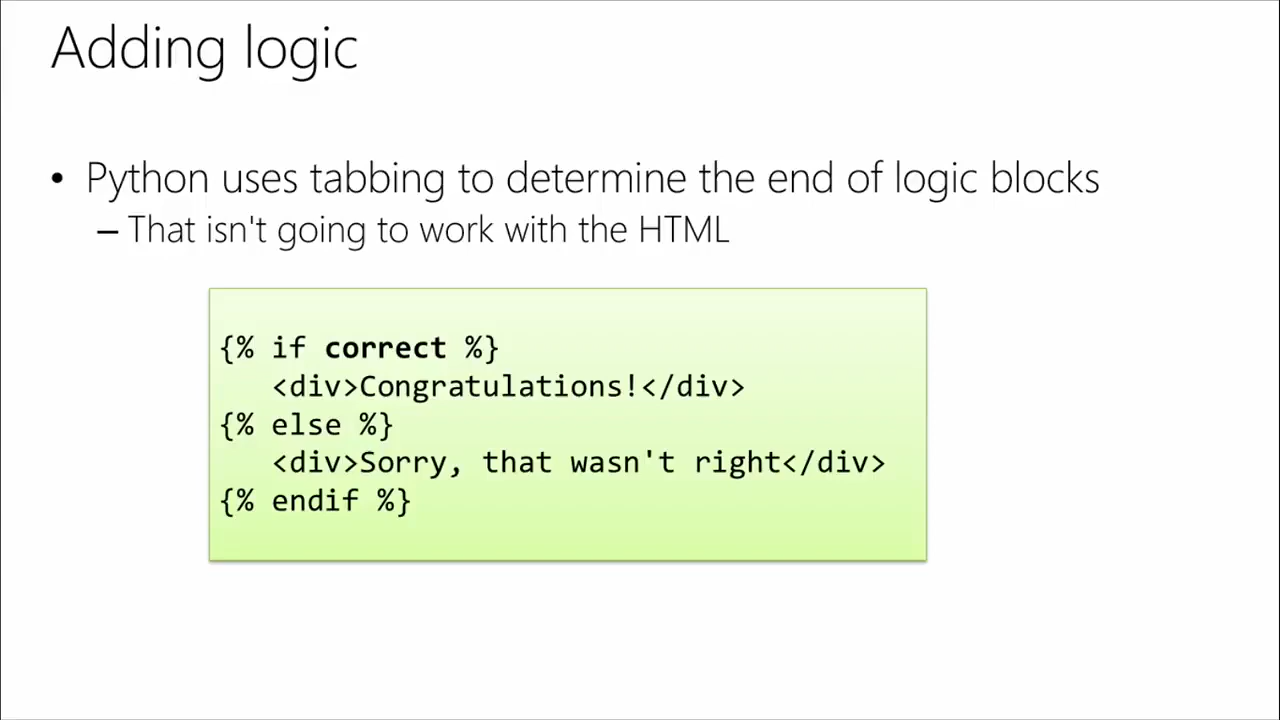 Adding logic
• Python uses tabbing to determine the end of logic blocks
– That isn't going to work with the HTML
{% if correct %}
<div>Congratulations!</div>
{% else %}
<div>Sorry, that wasn't right</div>
{% endif %}